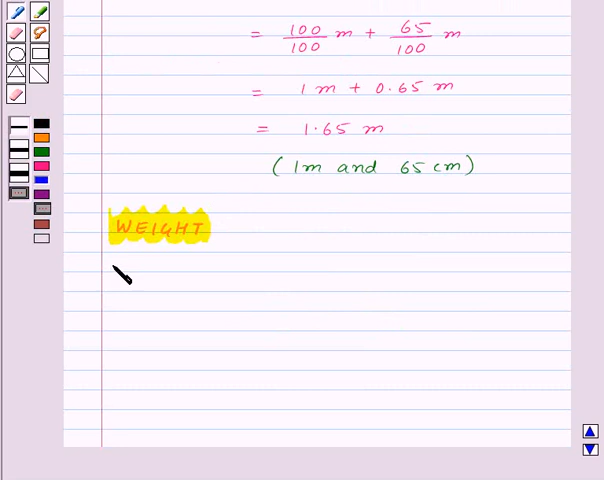 = 100/100 m + 65/100 m
= 1 m + 0.65 m
= 1.65 m
(1m and 65 cm)
WEIGHT